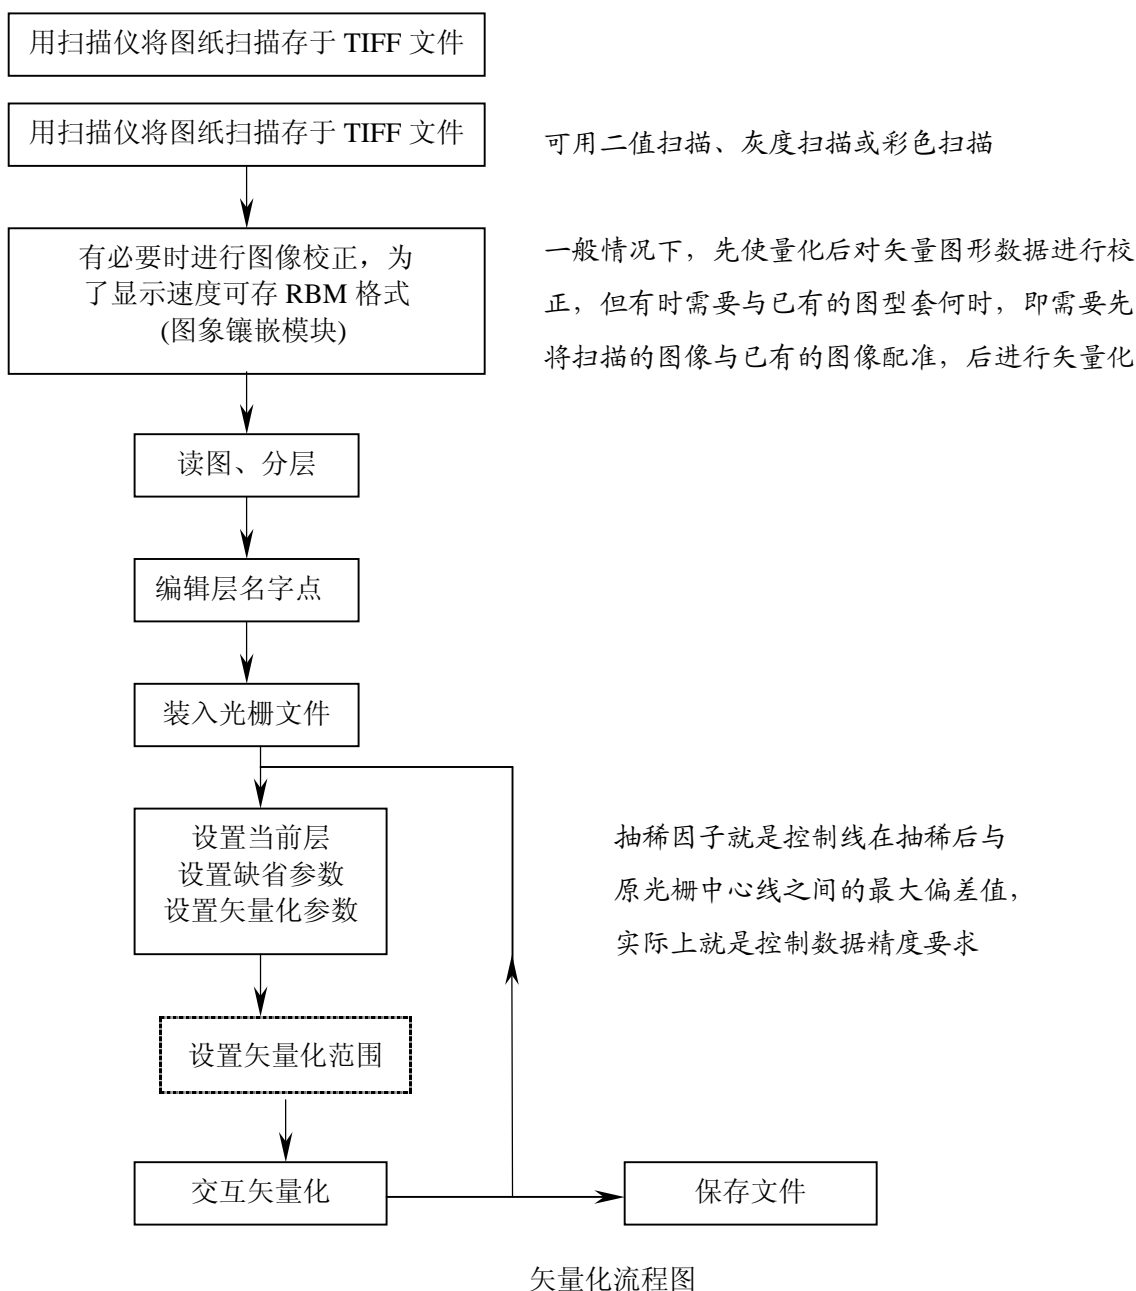 用扫描仪将图纸扫描存于 TIFF 文件
用扫描仪将图纸扫描存于 TIFF 文件
可用二值扫描、灰度扫描或彩色扫描
有必要时进行图像校正，为
了显示速度可存 RBM 格式
(图象镶嵌模块)
一般情况下，先使量化后对矢量图形数据进行校
正，但有时需要与已有的图型套何时，即需要先
将扫描的图像与已有的图像配准，后进行矢量化
读图、分层
编辑层名字点
装入光栅文件
设置当前层
设置缺省参数
设置矢量化参数
抽稀因子就是控制线在抽稀后与
原光栅中心线之间的最大偏差值，
实际上就是控制数据精度要求
设置矢量化范围
交互矢量化
保存文件
矢量化流程图